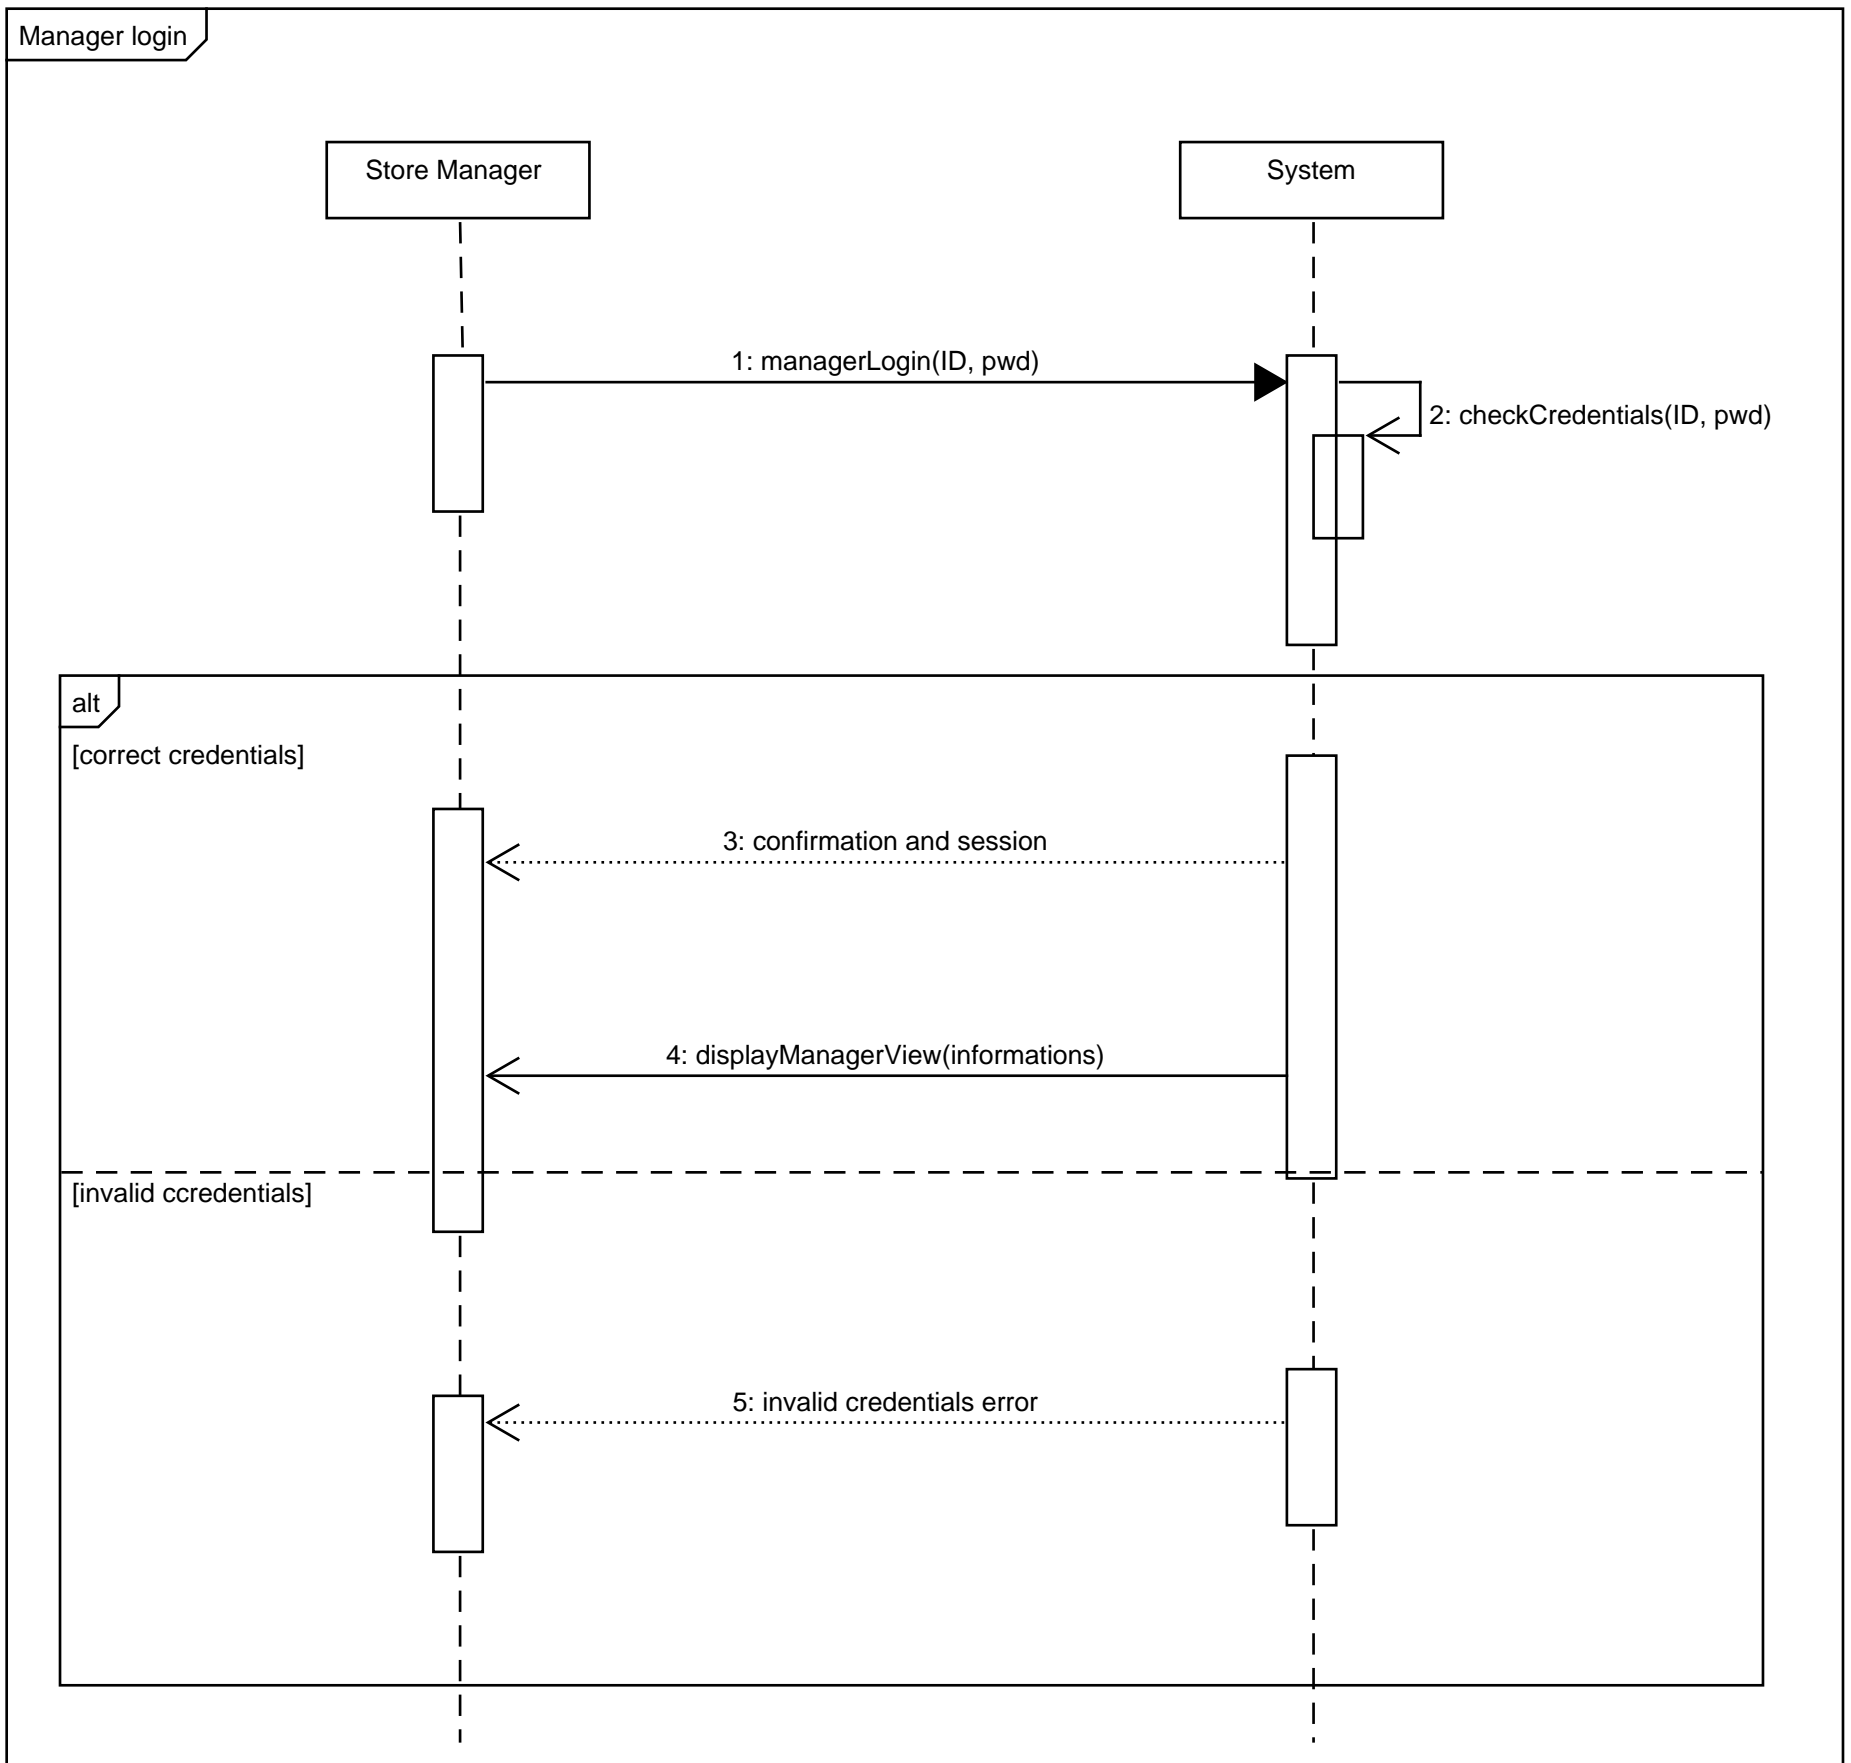 Manager login
Store Manager
System
1: managerLogin(ID, pwd)
2: checkCredentials(ID, pwd)
alt
[correct credentials]
3: confirmation and session
4: displayManagerView(informations)
[invalid ccredentials]
5: invalid credentials error